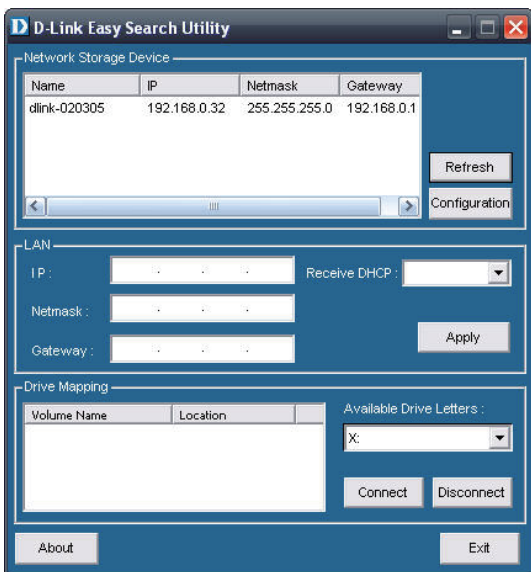 D-Link Easy Search Utility
Network Storage Device
Name IP Netmask Gateway
dlink-020305 192.168.0.32 255.255.255.0 192.168.0.1
Refresh
Configuration
LAN
IP : . . . Receive DHCP :
Netmask : . . .
Apply
Gateway : . . .
Drive Mapping
Volume Name Location
Available Drive Letters :
X:
Connect Disconnect
About Exit